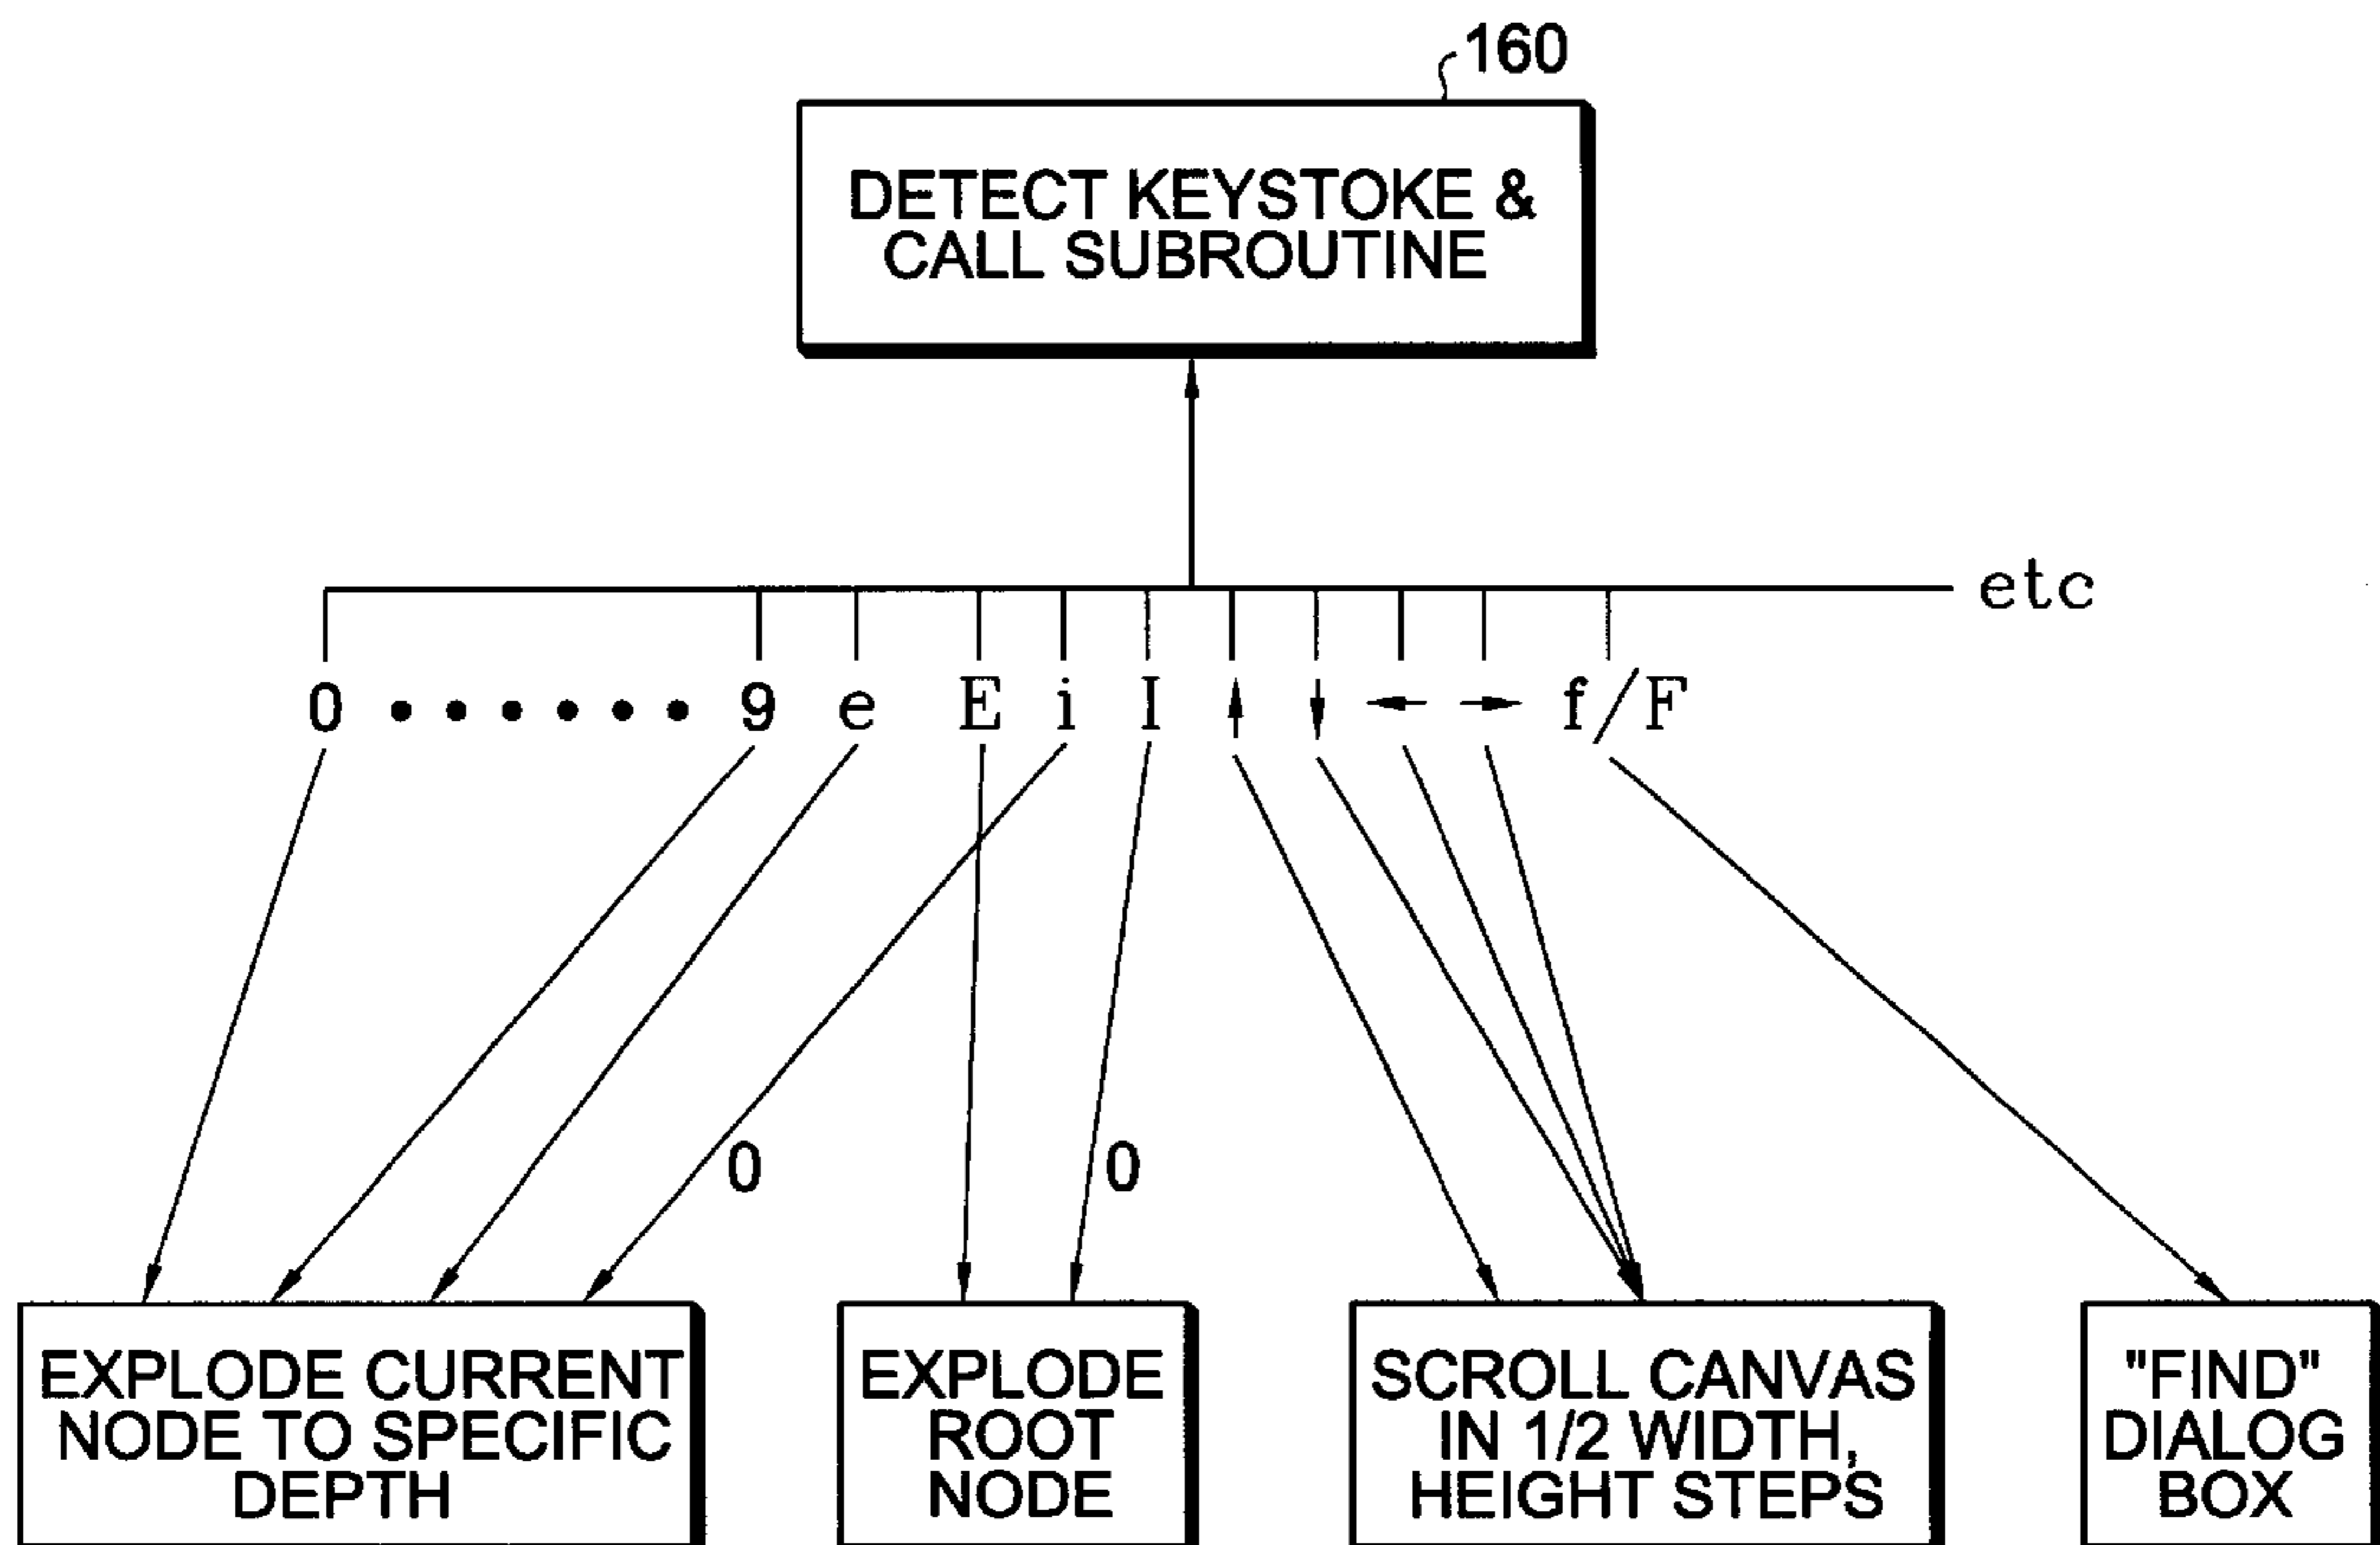 160
DETECT KEYSTOKE &
CALL SUBROUTINE
etc
0 • • • • • • 9 e E i I ↑ ↓ ← → f/F
0
0
EXPLODE CURRENT
NODE TO SPECIFIC
DEPTH
EXPLODE
ROOT
NODE
SCROLL CANVAS
IN 1/2 WIDTH,
HEIGHT STEPS
"FIND"
DIALOG
BOX